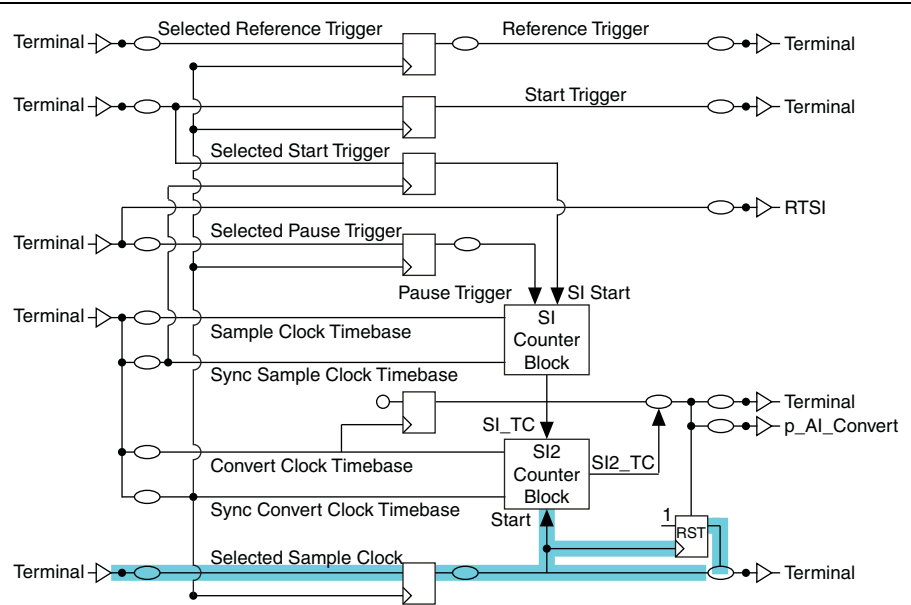 Terminal
Selected Reference Trigger
Reference Trigger
Terminal
Terminal
Start Trigger
Terminal
Selected Start Trigger
RTSI
Terminal
Selected Pause Trigger
Pause Trigger
SI Start
Terminal
Sample Clock Timebase
SI
Counter
Block
Sync Sample Clock Timebase
Terminal
SI_TC
p_AI_Convert
Convert Clock Timebase
SI2
Counter
Block
SI2_TC
Sync Convert Clock Timebase
Start
1
RST
Selected Sample Clock
Terminal
Terminal